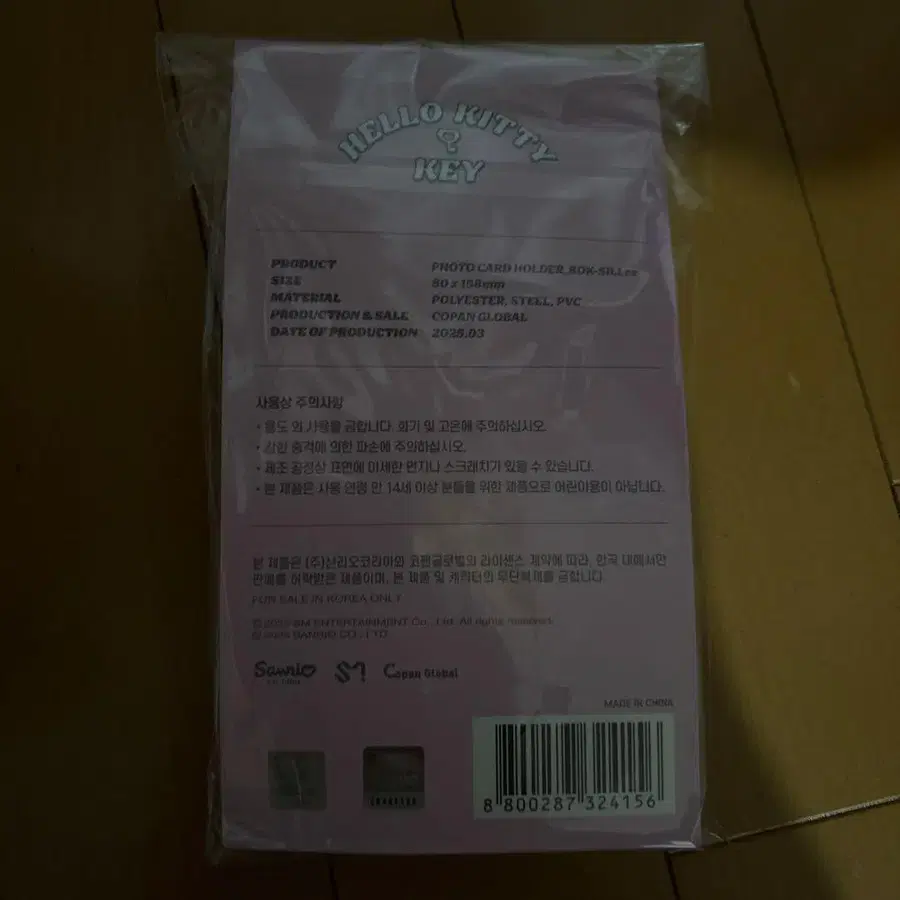 HELLO KITTY
KEY
PRODUCT PHOTO CARD HOLDER_
SIZE 80 x 158mm
MATERIAL POLYESTER, STEEL, PVC
PRODUCTION & SALE COPAN GLOBAL
DATE OF PRODUCTION 2025.03
사용상 주의사항
• 용도 외 사용을 금합니다. 화기 및 고온에 주의하십시오.
• 강한 충격에 의한 파손에 주의하십시오.
• 제조 공정상 표면에 미세한 먼지나 스크래치가 있을 수 있습니다.
• 본 제품은 사용 연령 만 14세 이상 분들을 위한 제품으로 어린이용이 아닙니다.
본 제품은 (주)산리오코리아와 코팬글로벌의 라이센스 계약에 따라, 한국 내에서만
판매를 허락받은 제품이며, 본 제품 및 캐릭터의 무단복제를 금합니다.
FOR SALE IN KOREA ONLY
© 2025 SM ENTERTAINMENT Co., Ltd. All rights reserved.
© 2025 SANRIO CO., LTD.
Sanrio SM Copan Global
MADE IN CHINA
8 800287 324156